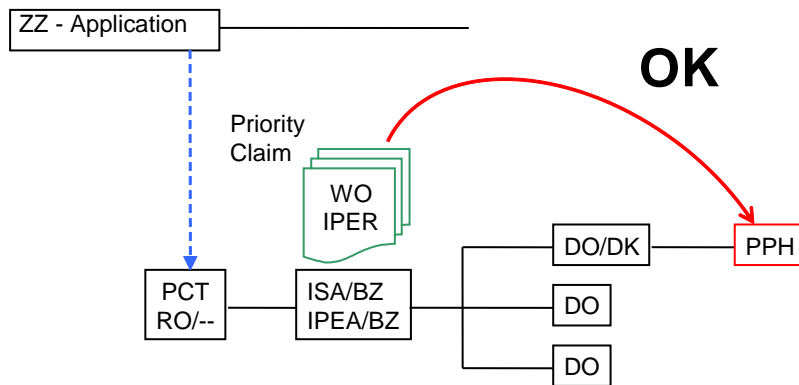 ZZ - Application
OK
Priority
Claim
WO
IPER
DO/DK
PPH
PCT
RO/--
ISA/BZ
IPEA/BZ
DO
DO